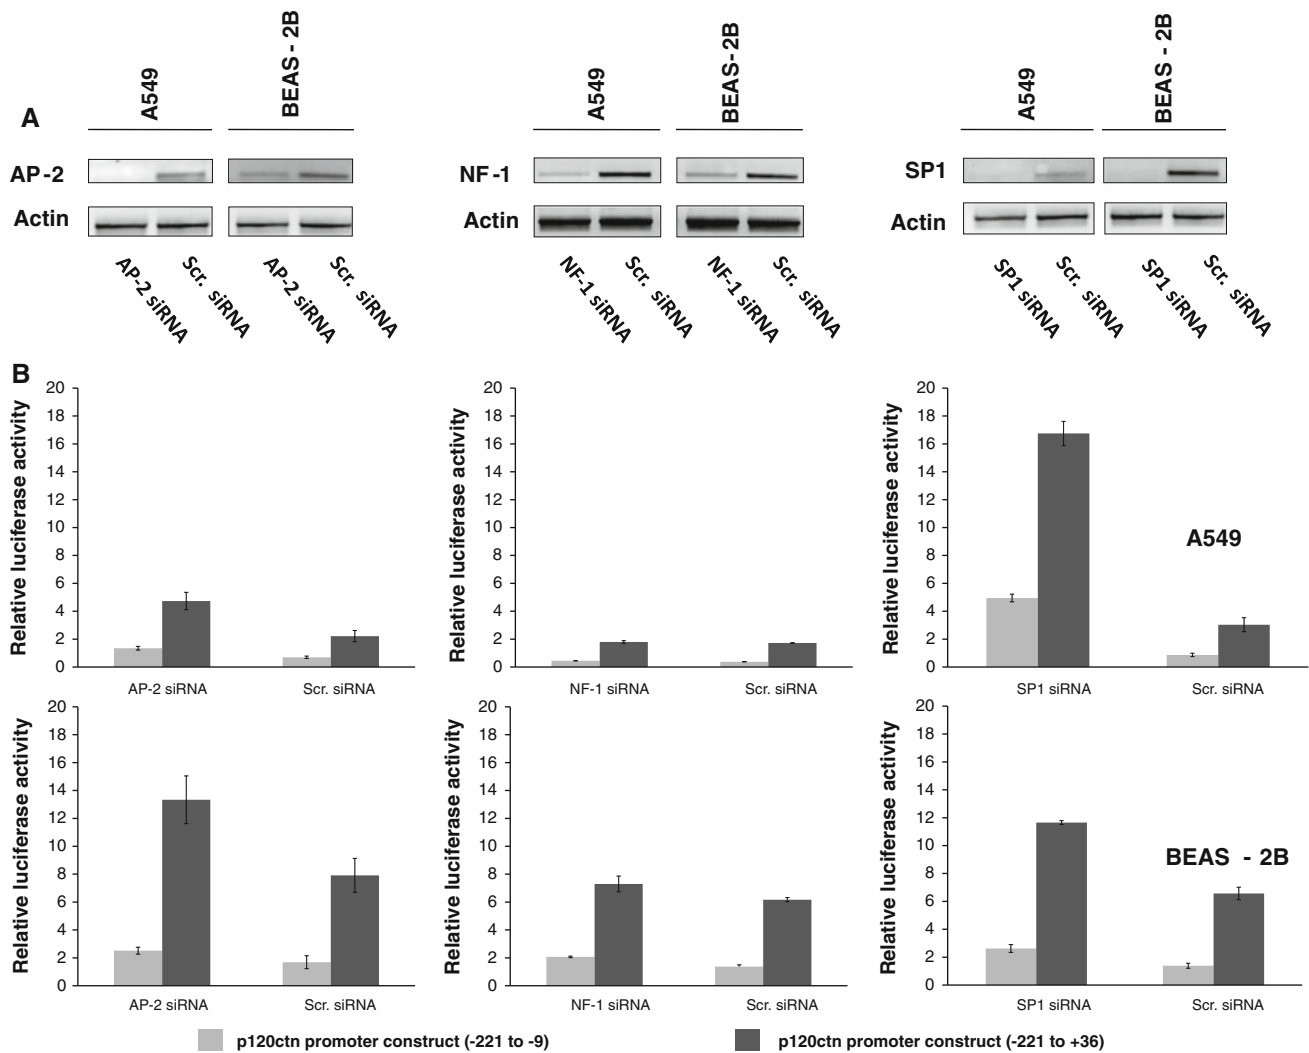 A
A549
BEAS - 2B
AP-2
Actin
AP-2 siRNA
Scr. siRNA
AP-2 siRNA
Scr. siRNA
A549
BEAS-2B
NF-1
Actin
NF-1 siRNA
Scr. siRNA
NF-1 siRNA
Scr. siRNA
A549
BEAS - 2B
SP1
Actin
SP1 siRNA
Scr. siRNA
SP1 siRNA
Scr. siRNA
B
Relative luciferase activity
20
18
16
14
12
10
8
6
4
2
0
AP-2 siRNA
Scr. siRNA
Relative luciferase activity
20
18
16
14
12
10
8
6
4
2
0
NF-1 siRNA
Scr. siRNA
Relative luciferase activity
20
18
16
14
12
10
8
6
4
2
0
A549
SP1 siRNA
Scr. siRNA
Relative luciferase activity
20
18
16
14
12
10
8
6
4
2
0
AP-2 siRNA
Scr. siRNA
Relative luciferase activity
20
18
16
14
12
10
8
6
4
2
0
NF-1 siRNA
Scr. siRNA
Relative luciferase activity
20
18
16
14
12
10
8
6
4
2
0
BEAS - 2B
SP1 siRNA
Scr. siRNA
p120ctn promoter construct (-221 to -9)
p120ctn promoter construct (-221 to +36)